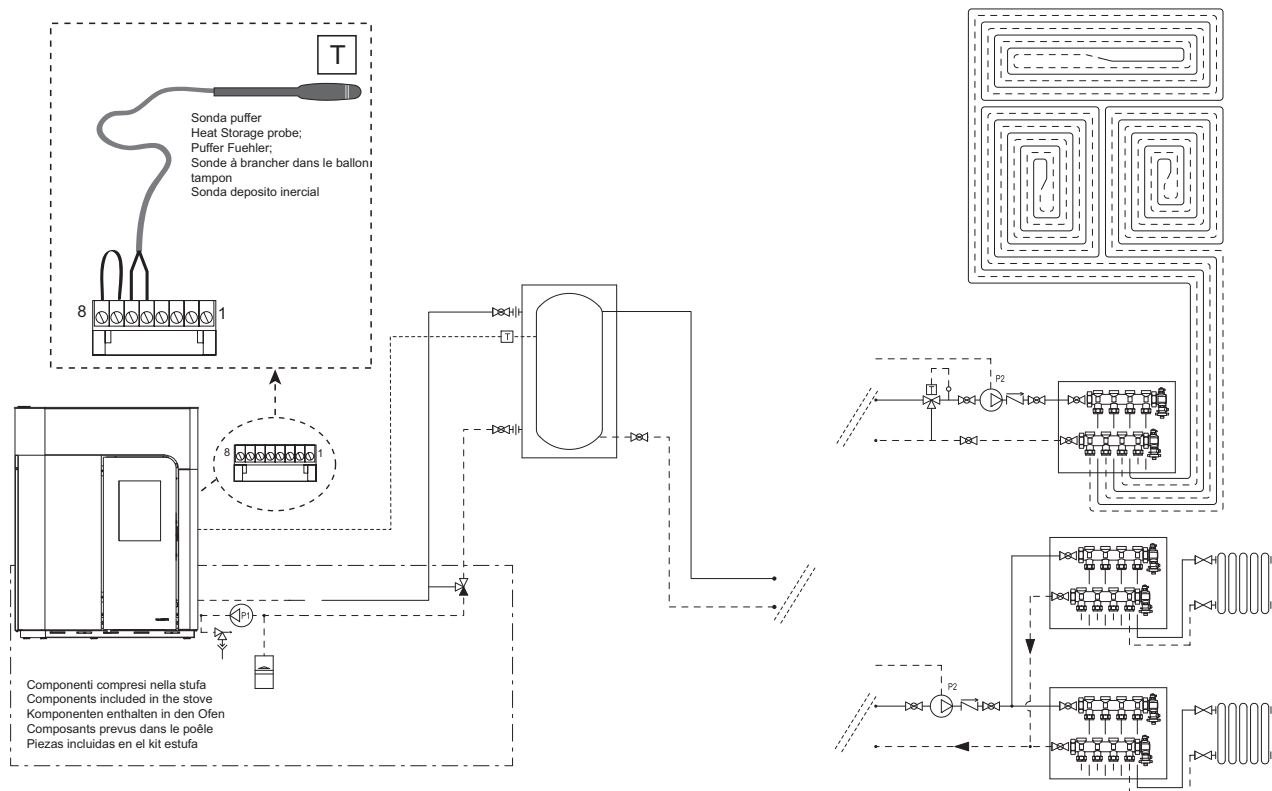 T
Sonda puffer
Heat Storage probe;
Puffer Fuehler;
Sonde à brancher dans le ballon
tampon
Sonda deposito inercial
8
1
T
8
1
T
P2
P1
Componenti compresi nella stufa
Components included in the stove
Komponenten enthalten in den Ofen
Composants prevus dans le poêle
Piezas incluidas en el kit estufa
P2